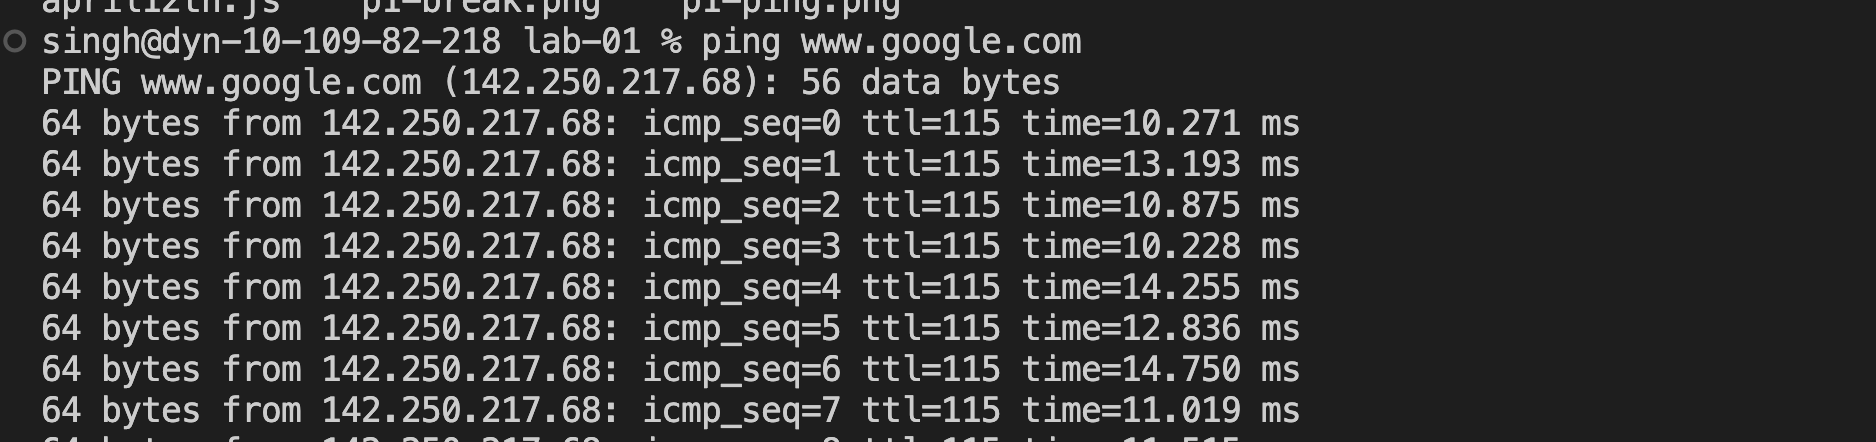 april12th.js p1-break.png p1-ping.png
singh@dyn-10-109-82-218 lab-01 % ping www.google.com
PING www.google.com (142.250.217.68): 56 data bytes
64 bytes from 142.250.217.68: icmp_seq=0 ttl=115 time=10.271 ms
64 bytes from 142.250.217.68: icmp_seq=1 ttl=115 time=13.193 ms
64 bytes from 142.250.217.68: icmp_seq=2 ttl=115 time=10.875 ms
64 bytes from 142.250.217.68: icmp_seq=3 ttl=115 time=10.228 ms
64 bytes from 142.250.217.68: icmp_seq=4 ttl=115 time=14.255 ms
64 bytes from 142.250.217.68: icmp_seq=5 ttl=115 time=12.836 ms
64 bytes from 142.250.217.68: icmp_seq=6 ttl=115 time=14.750 ms
64 bytes from 142.250.217.68: icmp_seq=7 ttl=115 time=11.019 ms